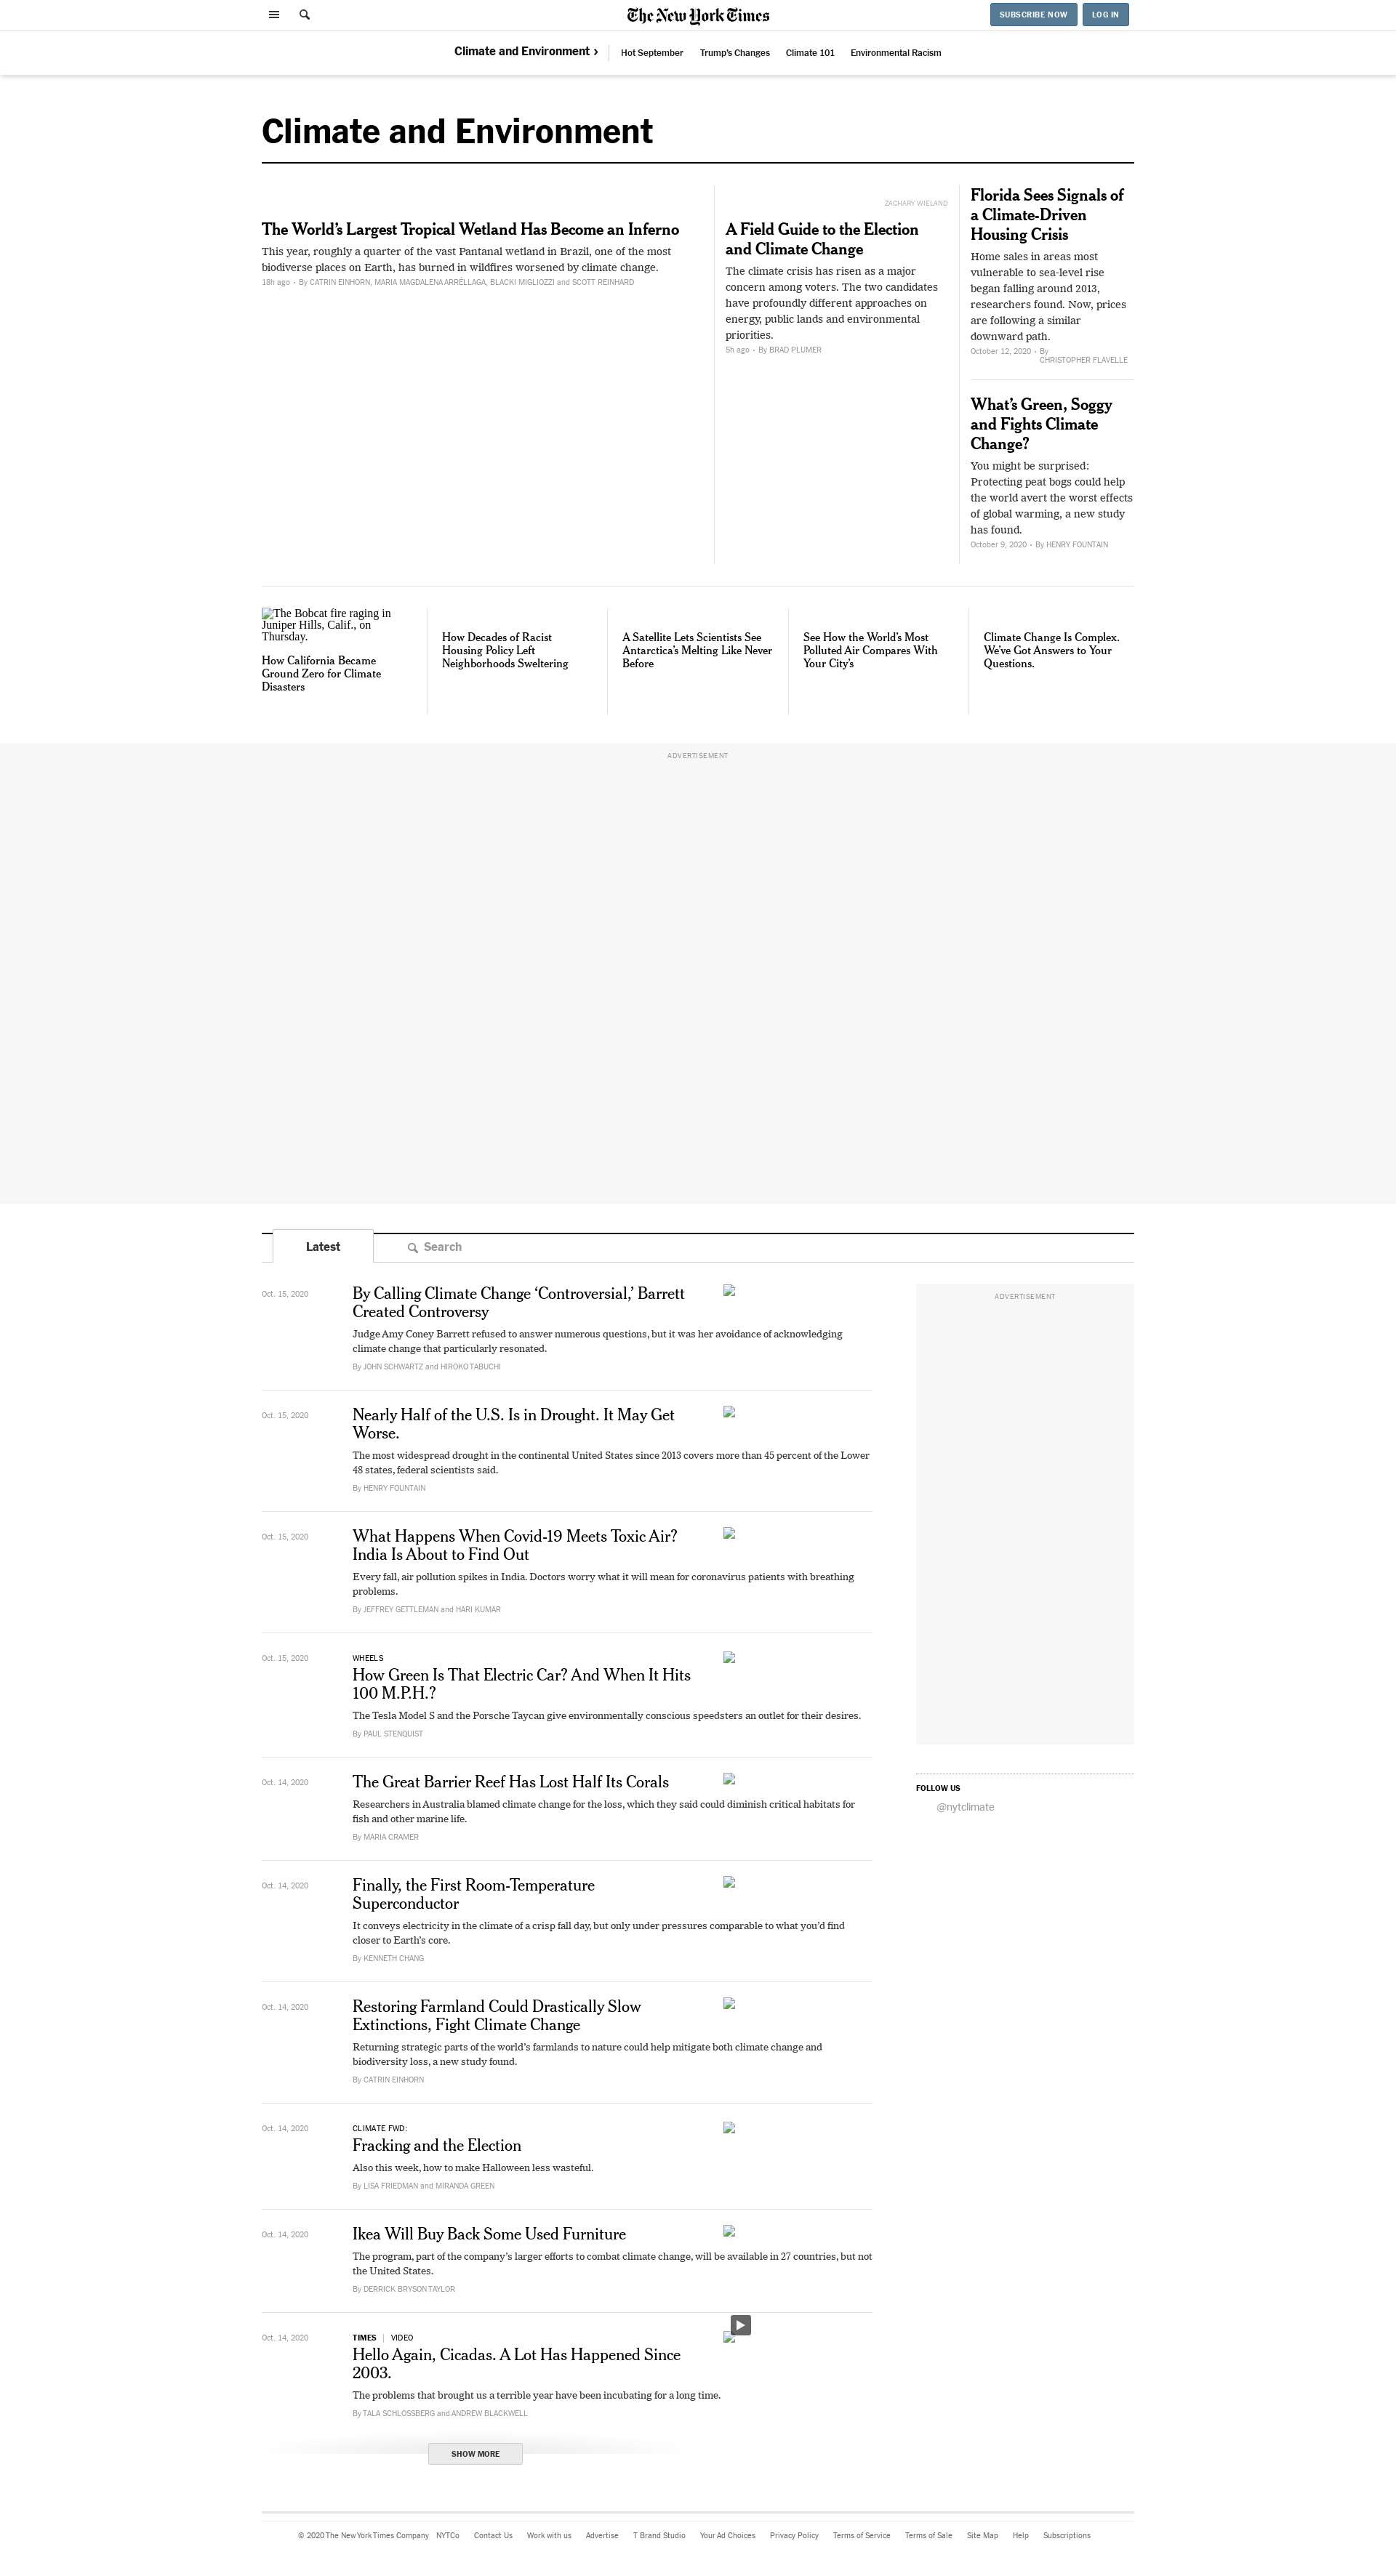 The New York Times
SUBSCRIBE NOW
LOG IN
Climate and Environment ›
Hot September
Trump's Changes
Climate 101
Environmental Racism
Climate and Environment
The World's Largest Tropical Wetland Has Become an Inferno
This year, roughly a quarter of the vast Pantanal wetland in Brazil, one of the most
biodiverse places on Earth, has burned in wildfires worsened by climate change.
18h ago • By CATRIN EINHORN, MARIA MAGDALENA ARRÉLLAGA, BLACKI MIGLIOZZI and SCOTT REINHARD
ZACHARY WIELAND
A Field Guide to the Election
and Climate Change
The climate crisis has risen as a major
concern among voters. The two candidates
have profoundly different approaches on
energy, public lands and environmental
priorities.
5h ago • By BRAD PLUMER
Florida Sees Signals of
a Climate-Driven
Housing Crisis
Home sales in areas most
vulnerable to sea-level rise
began falling around 2013,
researchers found. Now, prices
are following a similar
downward path.
October 12, 2020 • By
CHRISTOPHER FLAVELLE
What's Green, Soggy
and Fights Climate
Change?
You might be surprised:
Protecting peat bogs could help
the world avert the worst effects
of global warming, a new study
has found.
October 9, 2020 • By HENRY FOUNTAIN
The Bobcat fire raging in
Juniper Hills, Calif., on
Thursday.
How California Became
Ground Zero for Climate
Disasters
How Decades of Racist
Housing Policy Left
Neighborhoods Sweltering
A Satellite Lets Scientists See
Antarctica's Melting Like Never
Before
See How the World's Most
Polluted Air Compares With
Your City's
Climate Change Is Complex.
We've Got Answers to Your
Questions.
ADVERTISEMENT
Latest
Search
Oct. 15, 2020
By Calling Climate Change ‘Controversial,’ Barrett
Created Controversy
Judge Amy Coney Barrett refused to answer numerous questions, but it was her avoidance of acknowledging
climate change that particularly resonated.
By JOHN SCHWARTZ and HIROKO TABUCHI
ADVERTISEMENT
Oct. 15, 2020
Nearly Half of the U.S. Is in Drought. It May Get
Worse.
The most widespread drought in the continental United States since 2013 covers more than 45 percent of the Lower
48 states, federal scientists said.
By HENRY FOUNTAIN
Oct. 15, 2020
What Happens When Covid-19 Meets Toxic Air?
India Is About to Find Out
Every fall, air pollution spikes in India. Doctors worry what it will mean for coronavirus patients with breathing
problems.
By JEFFREY GETTLEMAN and HARI KUMAR
Oct. 15, 2020
WHEELS
How Green Is That Electric Car? And When It Hits
100 M.P.H.?
The Tesla Model S and the Porsche Taycan give environmentally conscious speedsters an outlet for their desires.
By PAUL STENQUIST
Oct. 14, 2020
The Great Barrier Reef Has Lost Half Its Corals
Researchers in Australia blamed climate change for the loss, which they said could diminish critical habitats for
fish and other marine life.
By MARIA CRAMER
FOLLOW US
@nytclimate
Oct. 14, 2020
Finally, the First Room-Temperature
Superconductor
It conveys electricity in the climate of a crisp fall day, but only under pressures comparable to what you'd find
closer to Earth's core.
By KENNETH CHANG
Oct. 14, 2020
Restoring Farmland Could Drastically Slow
Extinctions, Fight Climate Change
Returning strategic parts of the world's farmlands to nature could help mitigate both climate change and
biodiversity loss, a new study found.
By CATRIN EINHORN
Oct. 14, 2020
CLIMATE FWD:
Fracking and the Election
Also this week, how to make Halloween less wasteful.
By LISA FRIEDMAN and MIRANDA GREEN
Oct. 14, 2020
Ikea Will Buy Back Some Used Furniture
The program, part of the company's larger efforts to combat climate change, will be available in 27 countries, but not
the United States.
By DERRICK BRYSON TAYLOR
Oct. 14, 2020
TIMES | VIDEO
Hello Again, Cicadas. A Lot Has Happened Since
2003.
The problems that brought us a terrible year have been incubating for a long time.
By TALA SCHLOSSBERG and ANDREW BLACKWELL
SHOW MORE
© 2020 The New York Times Company NYTCo Contact Us Work with us Advertise T Brand Studio Your Ad Choices Privacy Policy Terms of Service Terms of Sale Site Map Help Subscriptions